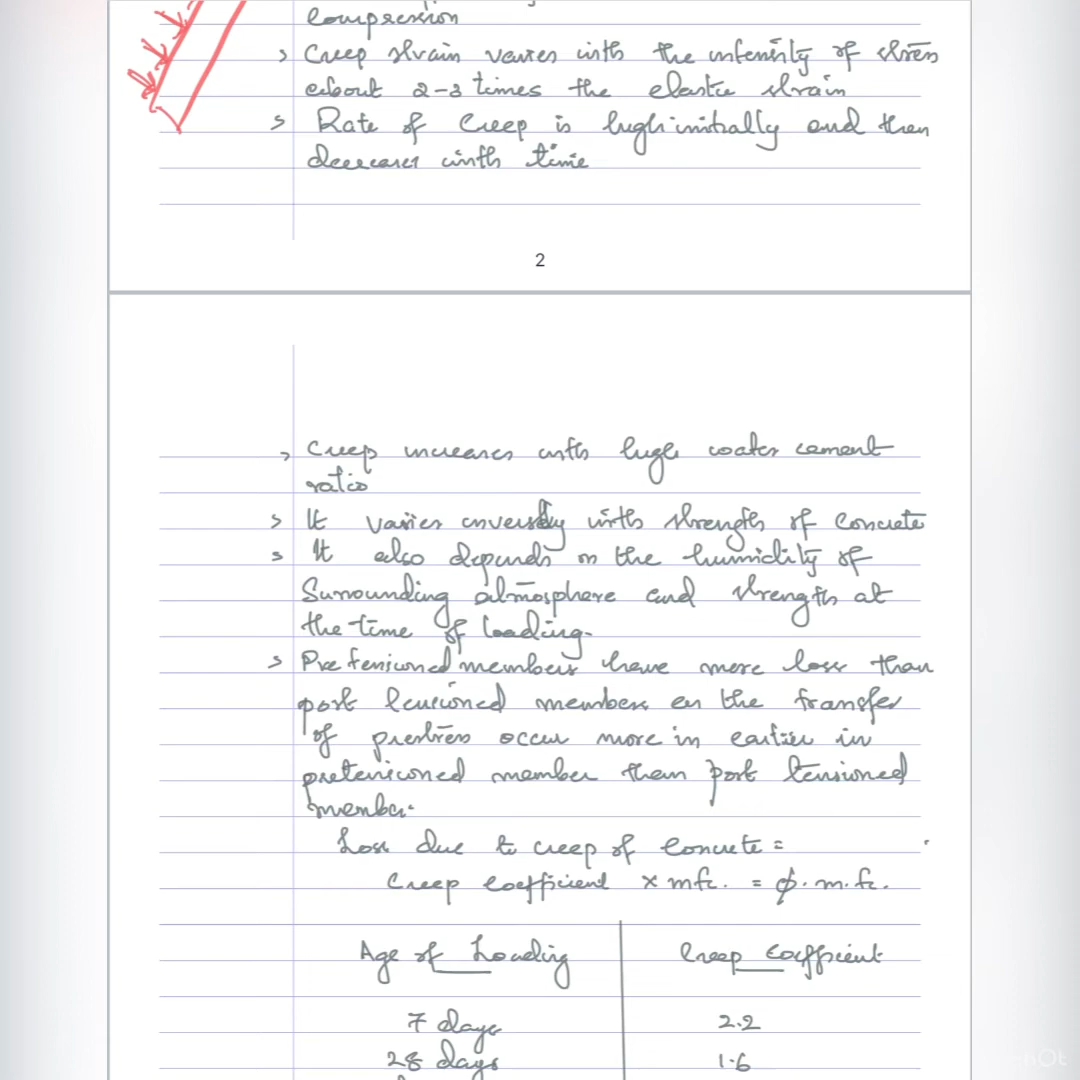 compression
> Creep strain varies with the intensity of stress
about 2-3 times the elastic strain
> Rate of Creep is high initially and then
decreases with time
2
> Creep increases with high water cement
ratio
> It varies inversely with strength of Concrete
> It also depends on the humidity of
Surrounding atmosphere and strength at
the time of loading.
> Pretensioned members have more loss than
post tensioned members as the transfer
of prestress occur more in earlier in
pretensioned member than post tensioned
member.
Loss due to creep of Concrete =
Creep coefficient × mfc. = ϕ.m.fc.
Age of Loading Creep Coefficient
7 days 2.2
28 days 1.6